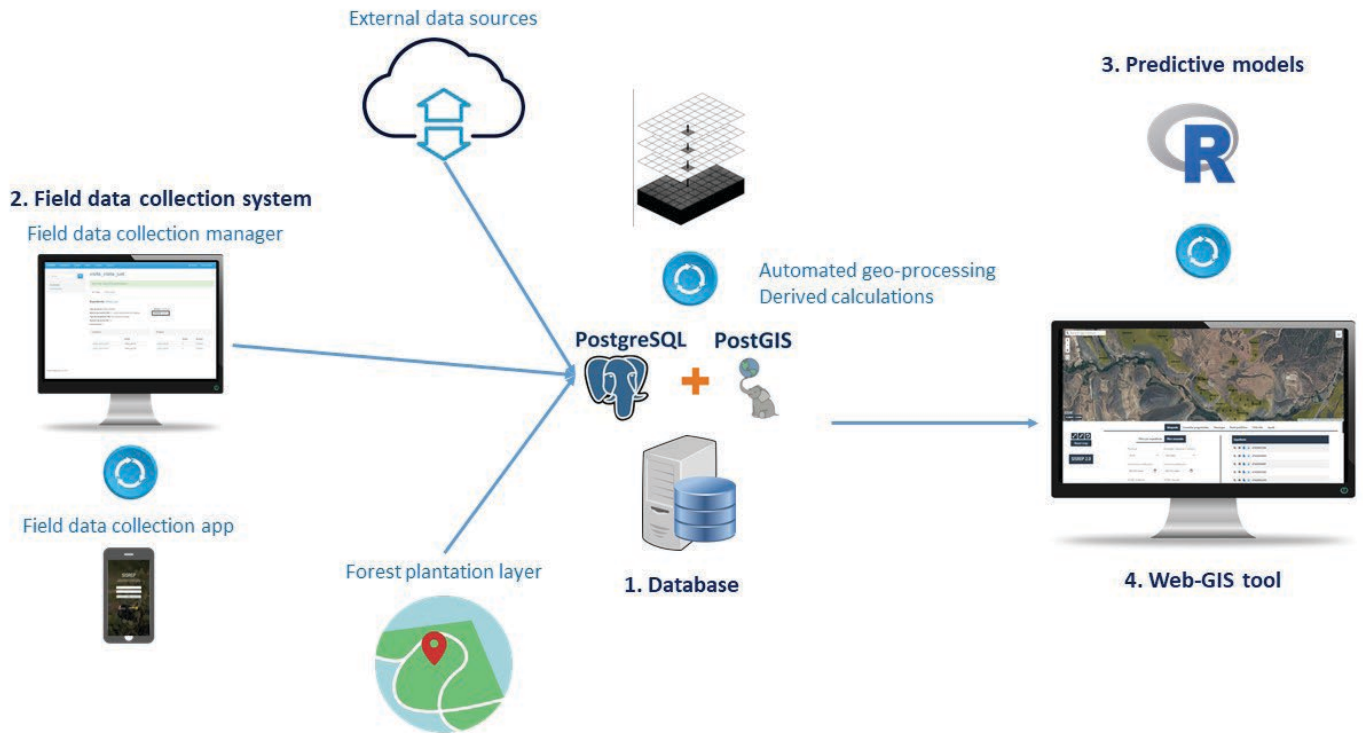 External data sources
3. Predictive models
R
2. Field data collection system
Field data collection manager
Automated geo-processing
Derived calculations
PostgreSQL
PostGIS
Field data collection app
Forest plantation layer
1. Database
4. Web-GIS tool